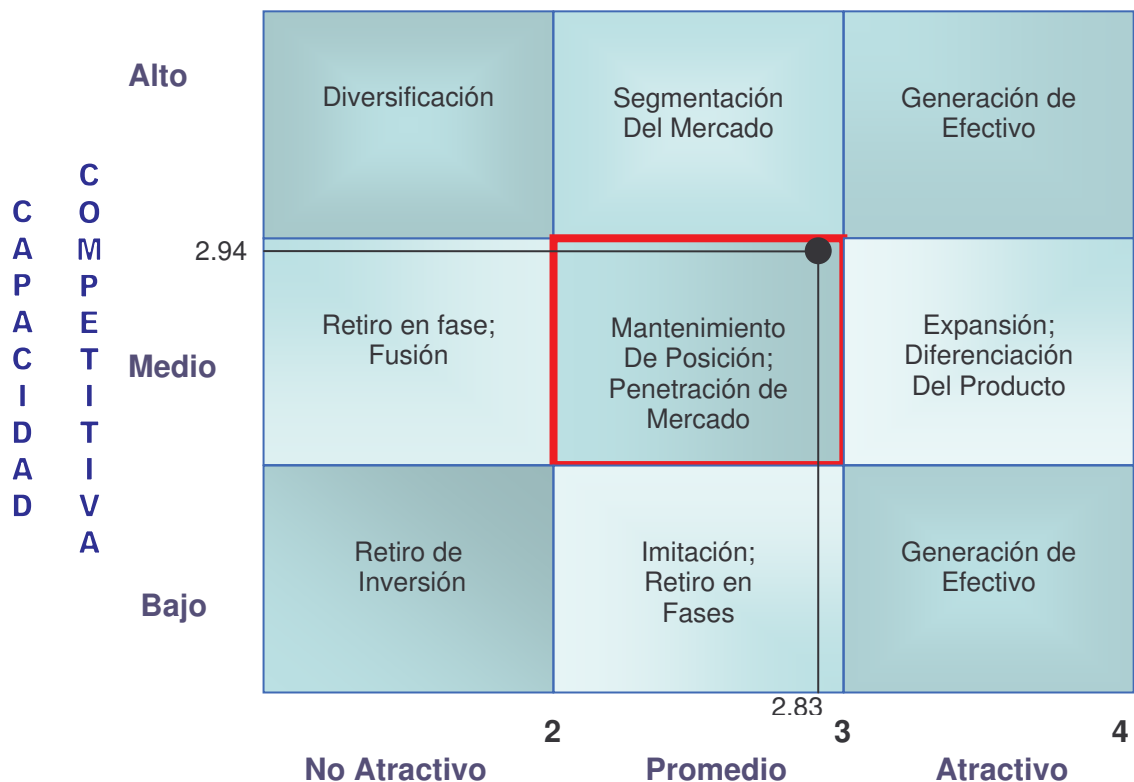 CAPACIDAD
COMPETITIVA
Alto
Diversificación
Segmentación
Del Mercado
Generación de
Efectivo
2.94
Medio
Retiro en fase;
Fusión
Mantenimiento
De Posición;
Penetración de
Mercado
Expansión;
Diferenciación
Del Producto
Bajo
Retiro de
Inversión
Imitación;
Retiro en
Fases
Generación de
Efectivo
2.83
2
3
4
No Atractivo
Promedio
Atractivo